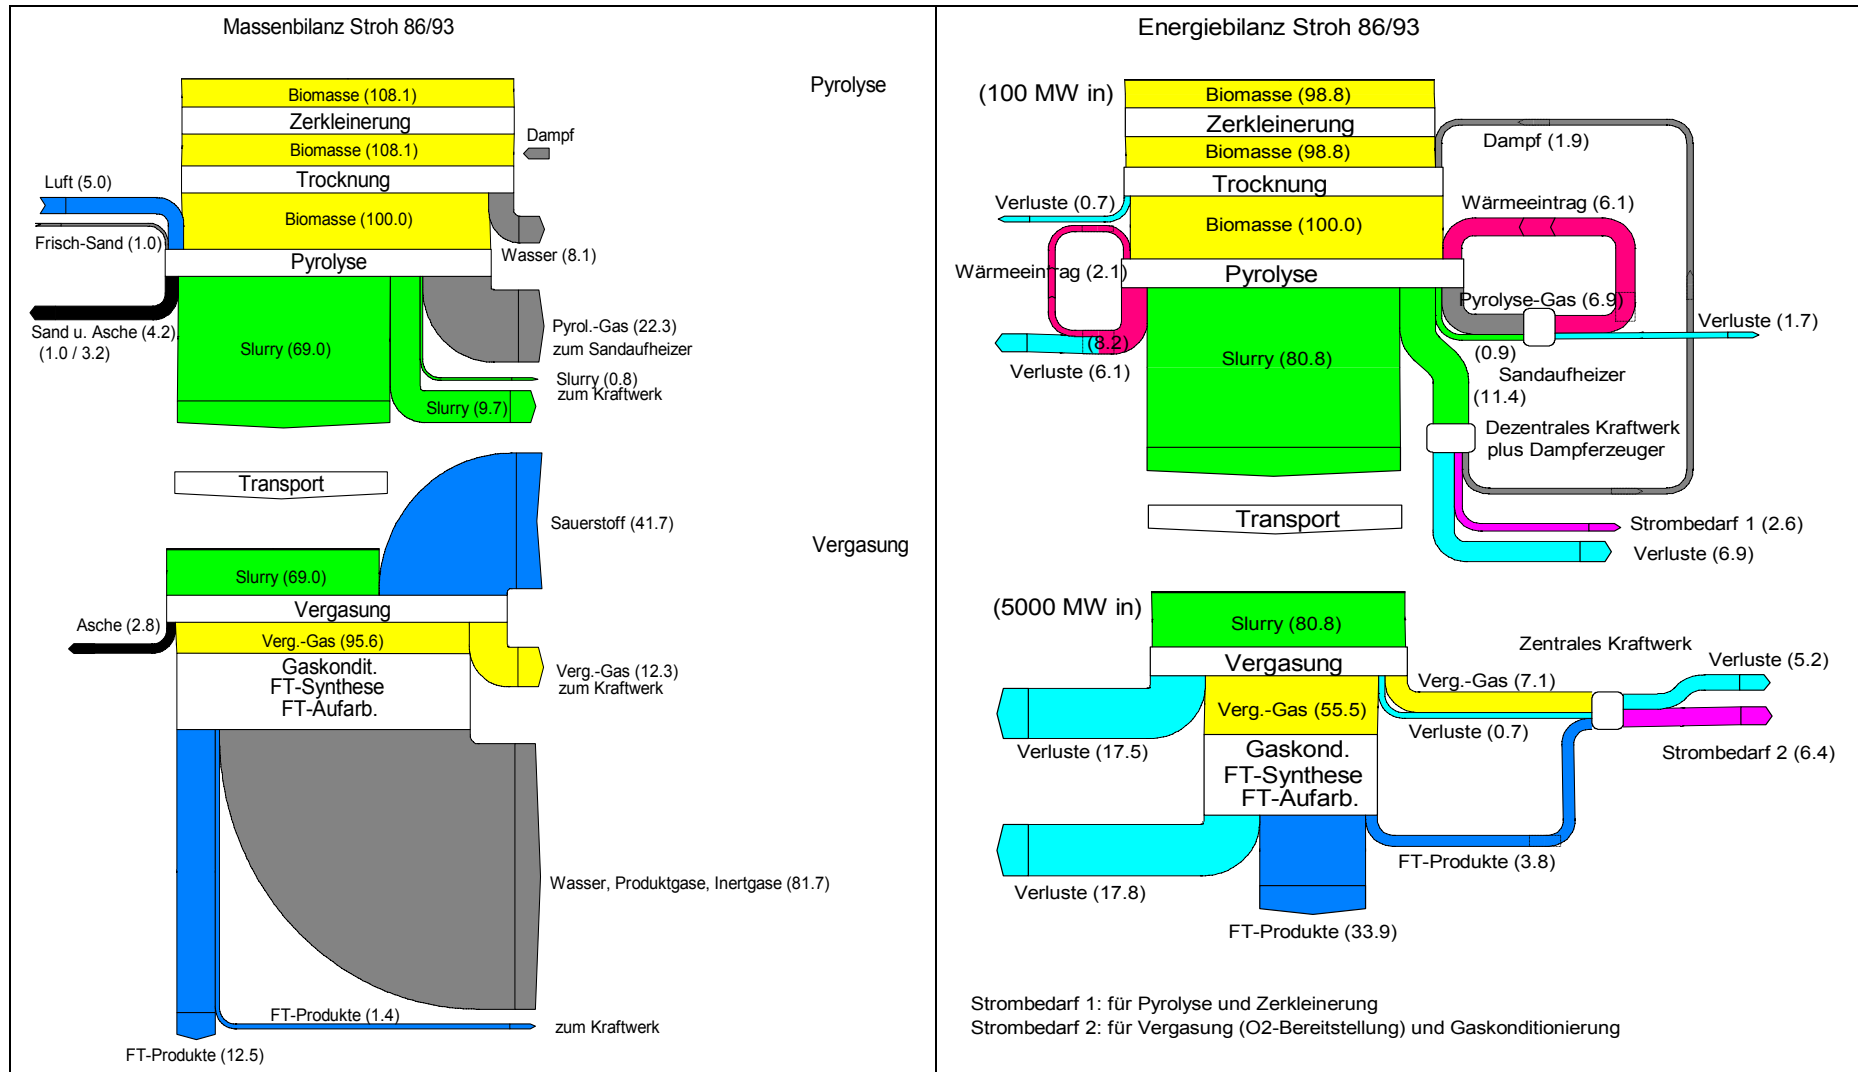 Massenbilanz Stroh 86/93
Pyrolyse
Biomasse (108.1)
Zerkleinerung
Biomasse (108.1)
Dampf
Trocknung
Luft (5.0)
Biomasse (100.0)
Frisch-Sand (1.0)
Wasser (8.1)
Pyrolyse
Sand u. Asche (4.2)
(1.0 / 3.2)
Slurry (69.0)
Pyrol.-Gas (22.3)
zum Sandaufheizer
Slurry (0.8)
zum Kraftwerk
Slurry (9.7)
Transport
Sauerstoff (41.7)
Vergasung
Slurry (69.0)
Vergasung
Asche (2.8)
Verg.-Gas (95.6)
Verg.-Gas (12.3)
zum Kraftwerk
Gaskondit.
FT-Synthese
FT-Aufarb.
Wasser, Produktgase, Inertgase (81.7)
FT-Produkte (1.4)
zum Kraftwerk
FT-Produkte (12.5)
Energiebilanz Stroh 86/93
(100 MW in)
Biomasse (98.8)
Zerkleinerung
Dampf (1.9)
Biomasse (98.8)
Trocknung
Verluste (0.7)
Wärmeeintrag (6.1)
Biomasse (100.0)
Wärmeeintrag (2.1)
Pyrolyse
Pyrolyse-Gas (6.9)
Verluste (1.7)
(8.2)
Verluste (6.1)
Slurry (80.8)
(0.9)
Sandaufheizer
(11.4)
Dezentrales Kraftwerk
plus Dampferzeuger
Transport
Strombedarf 1 (2.6)
Verluste (6.9)
(5000 MW in)
Slurry (80.8)
Zentrales Kraftwerk
Vergasung
Verluste (5.2)
Verg.-Gas (7.1)
Verg.-Gas (55.5)
Verluste (0.7)
Verluste (17.5)
Strombedarf 2 (6.4)
Gaskond.
FT-Synthese
FT-Aufarb.
FT-Produkte (3.8)
Verluste (17.8)
FT-Produkte (33.9)
Strombedarf 1: für Pyrolyse und Zerkleinerung
Strombedarf 2: für Vergasung (O2-Bereitstellung) und Gaskonditionierung